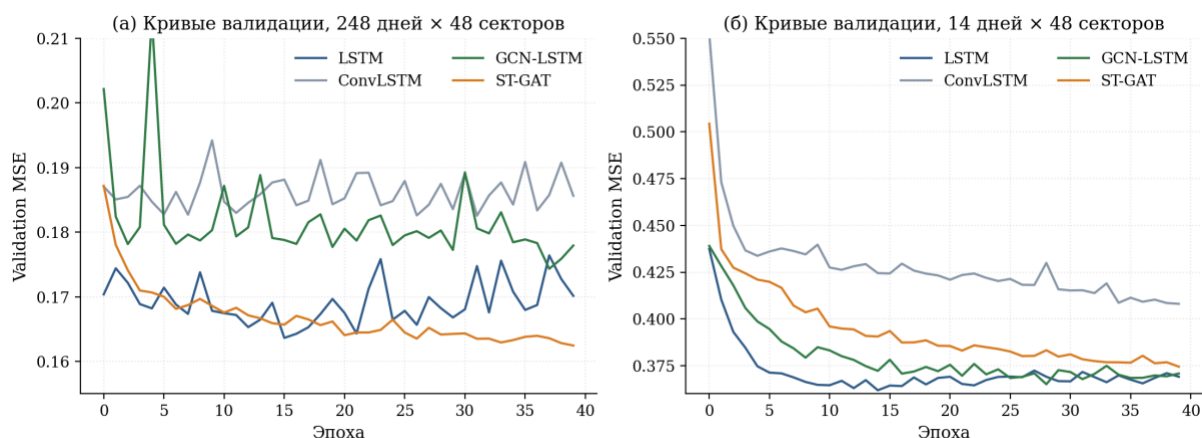 (а) Кривые валидации, 248 дней × 48 секторов
0.21
0.20
0.19
0.18
0.17
0.16
Validation MSE
LSTM
ConvLSTM
GCN-LSTM
ST-GAT
0 5 10 15 20 25 30 35 40
Эпоха
(б) Кривые валидации, 14 дней × 48 секторов
0.550
0.525
0.500
0.475
0.450
0.425
0.400
0.375
Validation MSE
LSTM
ConvLSTM
GCN-LSTM
ST-GAT
0 5 10 15 20 25 30 35 40
Эпоха